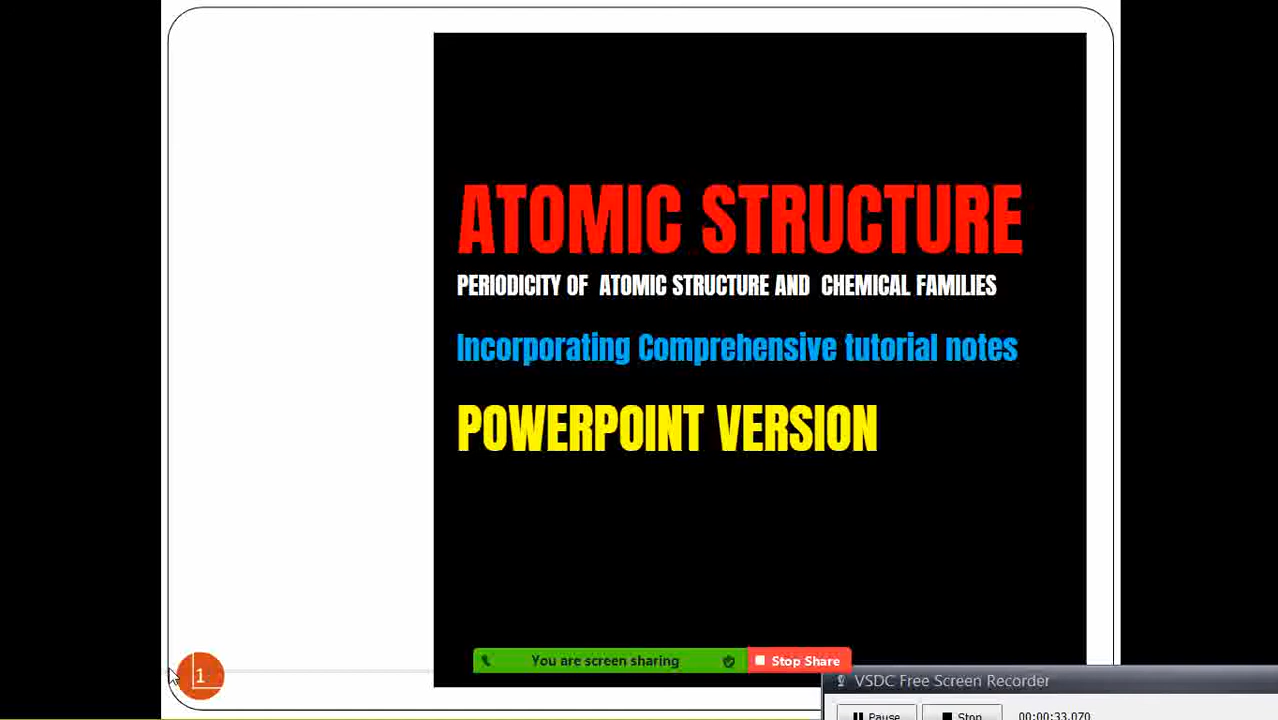 ATOMIC STRUCTURE
PERIODICITY OF ATOMIC STRUCTURE AND CHEMICAL FAMILIES
Incorporating Comprehensive tutorial notes
POWERPOINT VERSION
You are screen sharing
Stop Share
1
VSDC Free Screen Recorder
Pause
Stop
00:00:33.070